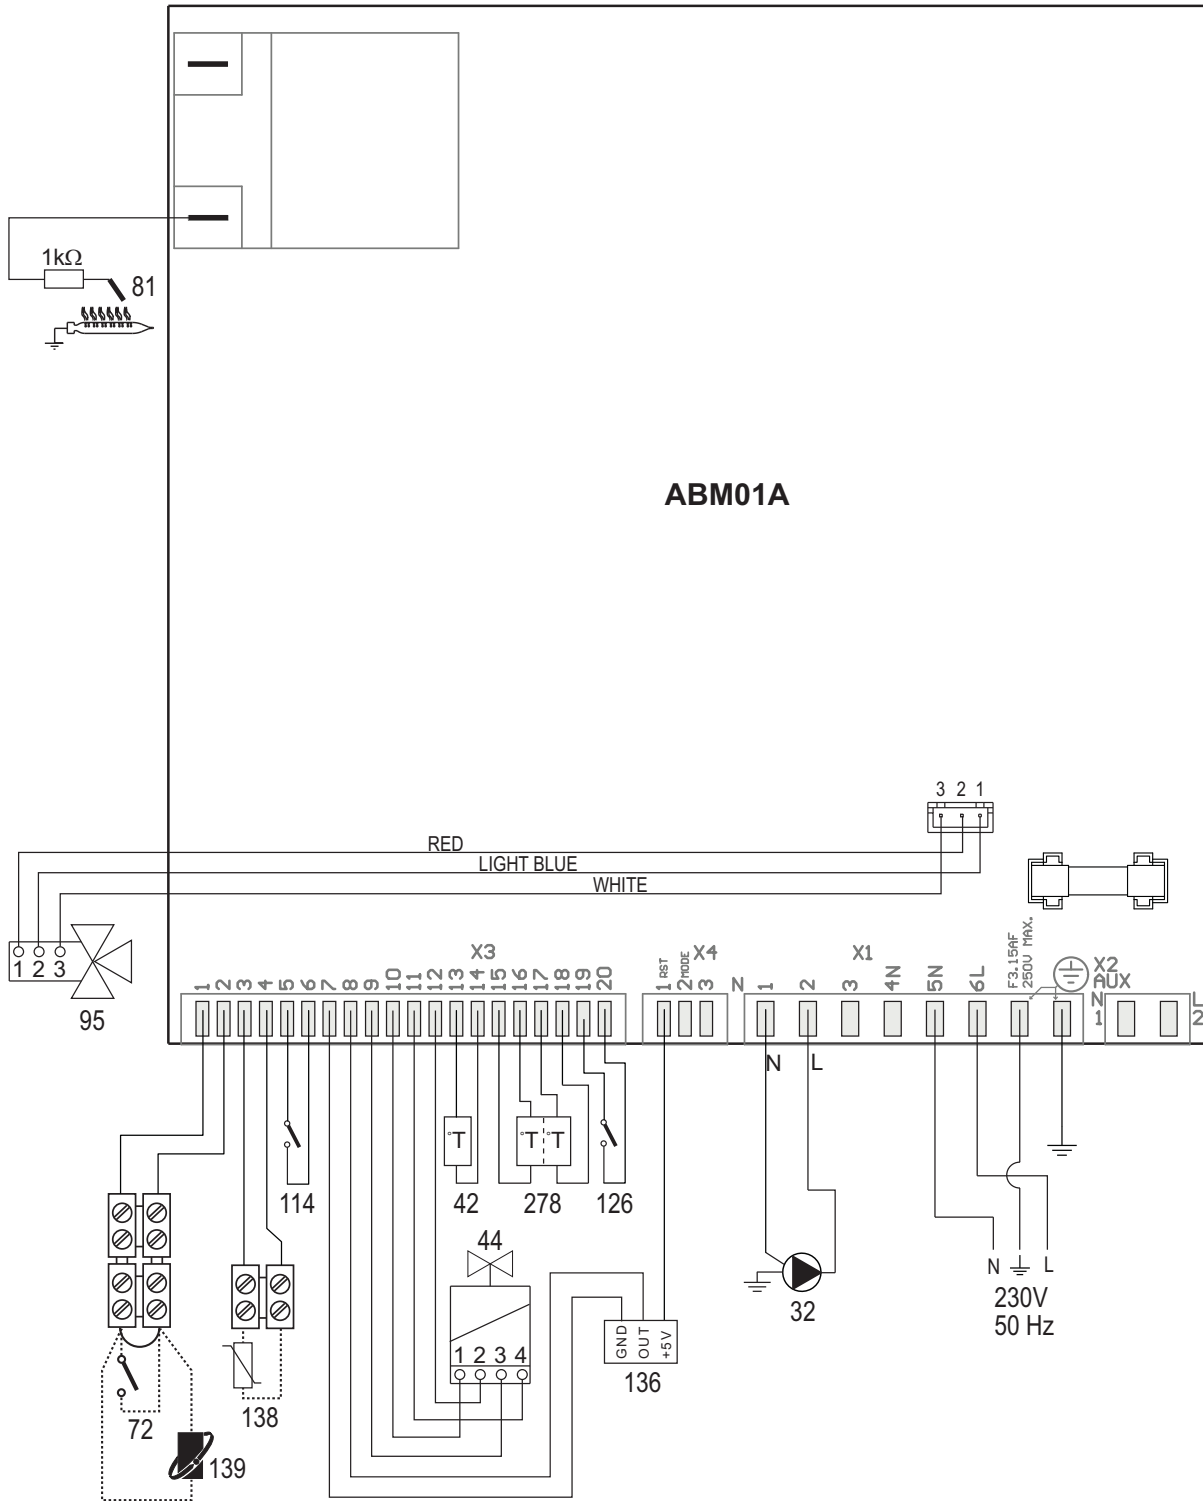 1kΩ
81
ABM01A
3 2 1
RED
LIGHT BLUE
WHITE
1 2 3
95
X3
1 2 3 4 5 6 7 8 9 10 11 12 13 14 15 16 17 18 19 20
X4
1 RST
2 MODE
3
N
X1
1 2 3 4N 5N 6L
F3.15AF
250V MAX.
X2
AUX
N
1
L
2
N
L
°T
°T
°T
114
42
278
126
44
1 2 3 4
GND
OUT
+5V
136
32
N
L
230V
50 Hz
72
138
139